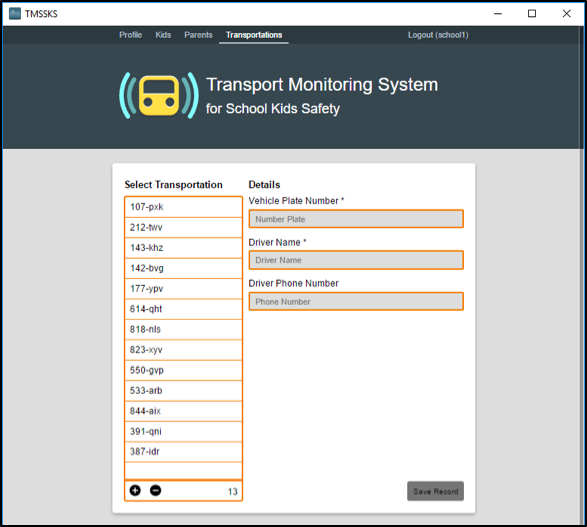 TMSSKS
Profile Kids Parents Transportations Logout (school1)
Transport Monitoring System
for School Kids Safety
Select Transportation
107-pxk
212-twv
143-khz
142-bvg
177-ypv
614-qht
818-nls
823-xyv
550-gvp
533-arb
844-aix
391-qni
387-idr
13
Details
Vehicle Plate Number *
Number Plate
Driver Name *
Driver Name
Driver Phone Number
Phone Number
Save Record